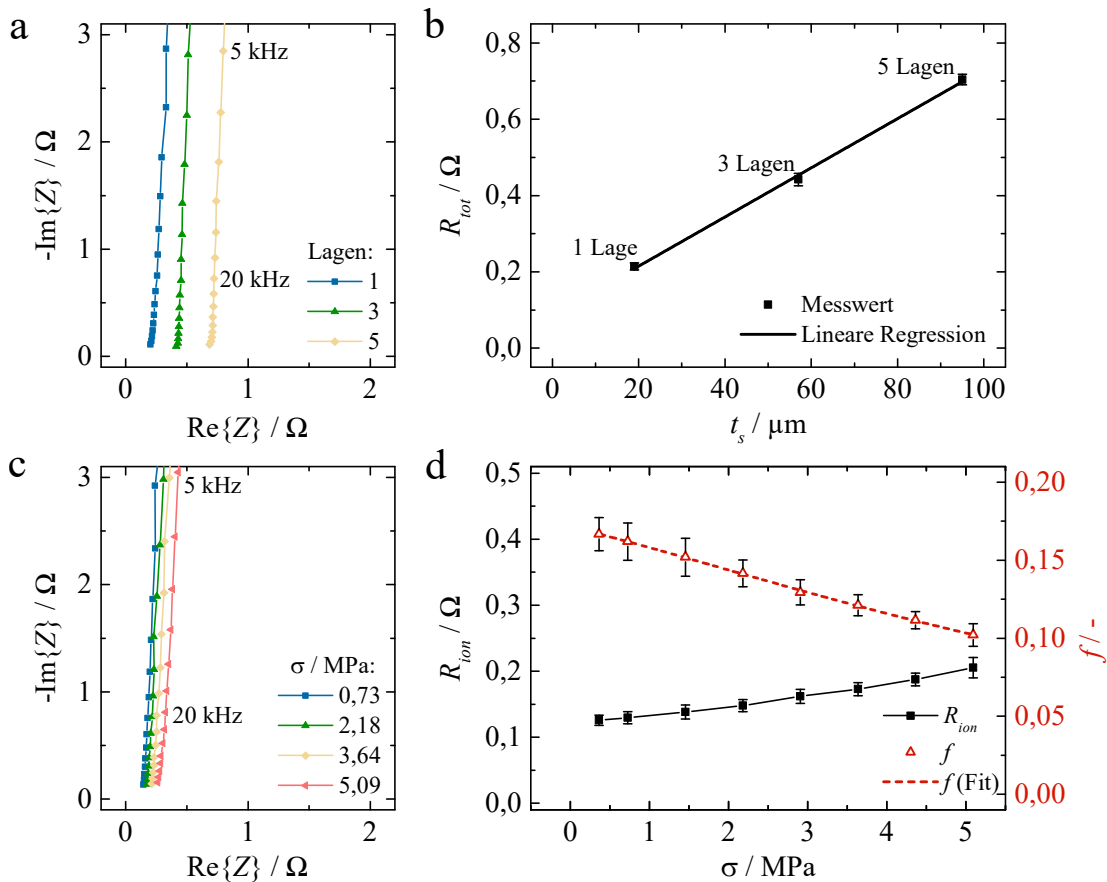 a
3
2
1
0
-Im{Z} / Ω
0
1
2
Re{Z} / Ω
5 kHz
20 kHz
Lagen:
1
3
5
b
0,8
0,6
0,4
0,2
0,0
R_tot / Ω
0
20
40
60
80
100
t_s / μm
1 Lage
3 Lagen
5 Lagen
Messwert
Lineare Regression
c
3
2
1
0
-Im{Z} / Ω
0
1
2
Re{Z} / Ω
5 kHz
20 kHz
σ / MPa:
0,73
2,18
3,64
5,09
d
0,5
0,4
0,3
0,2
0,1
0,0
R_ion / Ω
0
1
2
3
4
5
σ / MPa
0,20
0,15
0,10
0,05
0,00
f / -
R_ion
f
f (Fit)